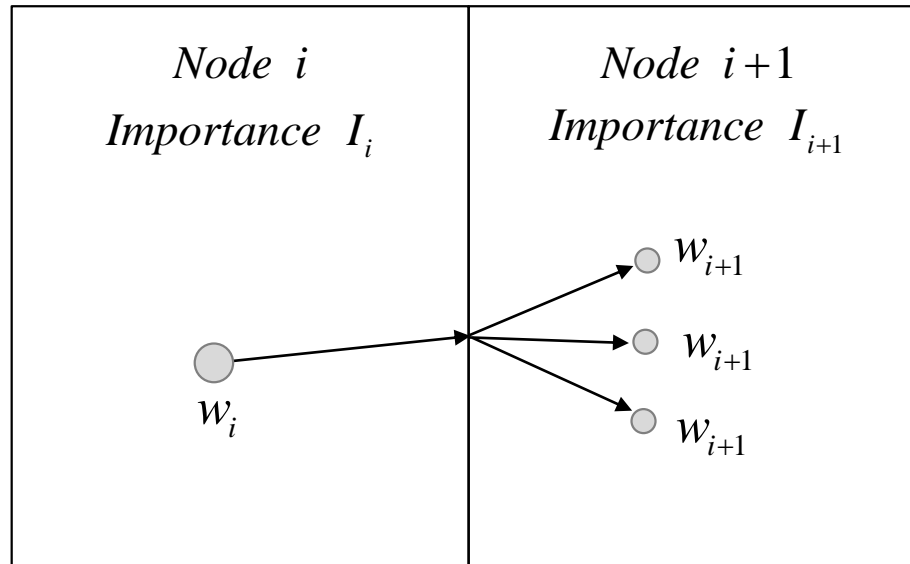 Node i
Importance I_i
Node i+1
Importance I_{i+1}
w_{i+1}
w_{i+1}
w_i
w_{i+1}